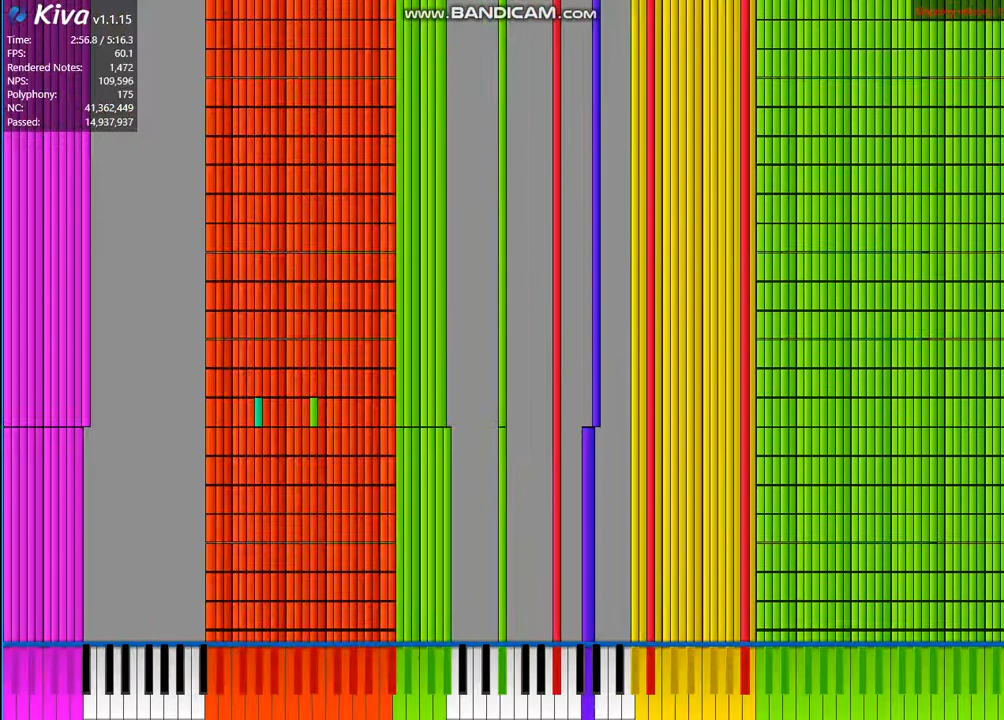 Kiva v1.1.15
www.BANDICAM.com
Time: 2:56.8 / 5:16.3
FPS: 60.1
Rendered Notes: 1,472
NPS: 109,596
Polyphony: 175
NC: 41,362,449
Passed: 14,937,937